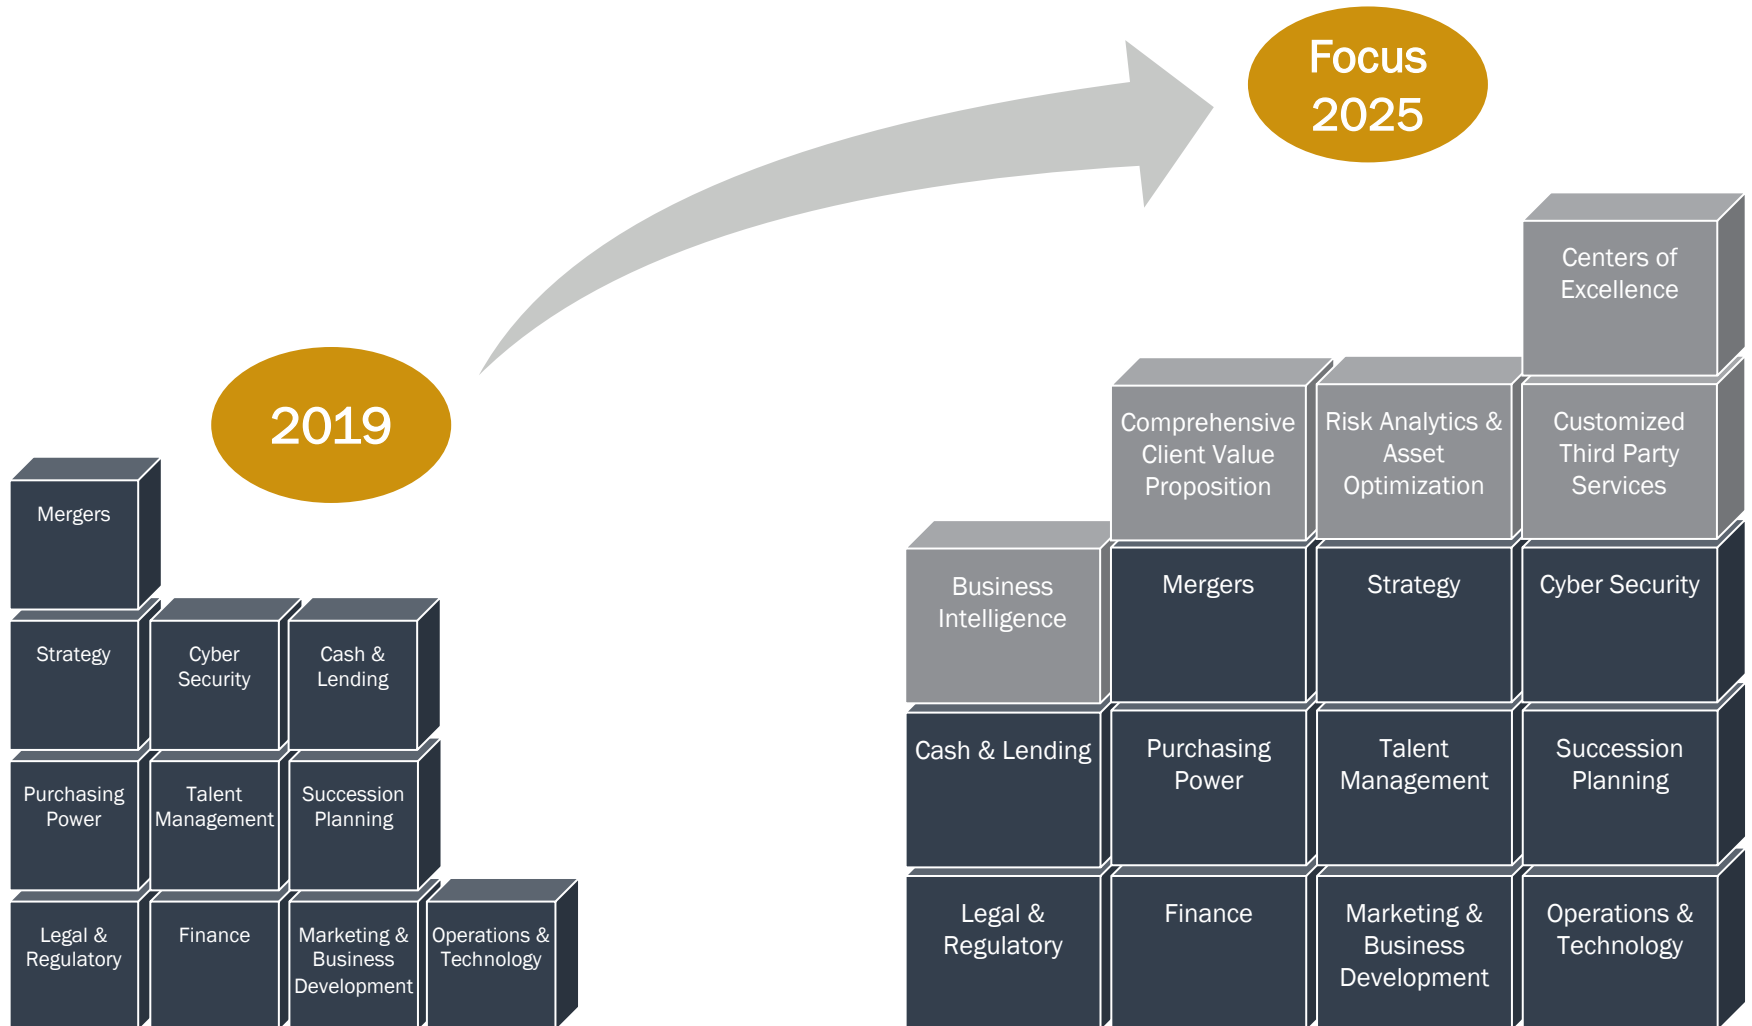 Focus
2025
2019
Mergers
Strategy
Cyber
Security
Cash &
Lending
Purchasing
Power
Talent
Management
Succession
Planning
Legal &
Regulatory
Finance
Marketing &
Business
Development
Operations &
Technology
Centers of
Excellence
Comprehensive
Client Value
Proposition
Risk Analytics &
Asset
Optimization
Customized
Third Party
Services
Business
Intelligence
Mergers
Strategy
Cyber Security
Cash & Lending
Purchasing
Power
Talent
Management
Succession
Planning
Legal &
Regulatory
Finance
Marketing &
Business
Development
Operations &
Technology